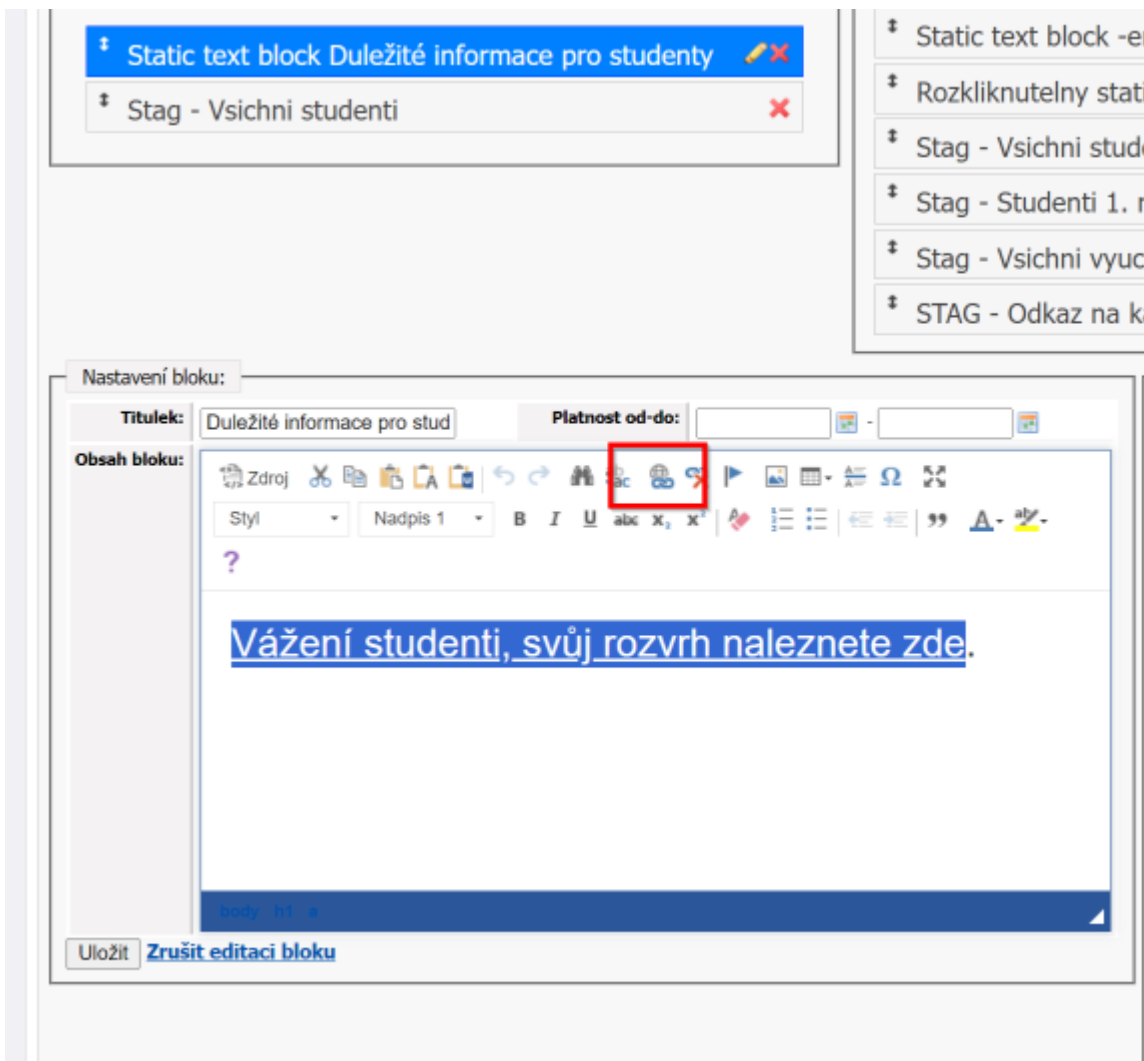 Static text block Duležité informace pro studenty
Stag - Vsichni studenti
Static text block -e
Rozkliknutelny stati
Stag - Vsichni stud
Stag - Studenti 1. r
Stag - Vsichni vyuc
STAG - Odkaz na k
Nastavení bloku:
Titulek: Duležité informace pro stud Platnost od-do: -
Obsah bloku:
Zdroj
Styl Nadpis 1 B I U abc x₂ x² Ω A
?
Vážení studenti, svůj rozvrh naleznete zde.
body h1 a
Uložit Zrušit editaci bloku